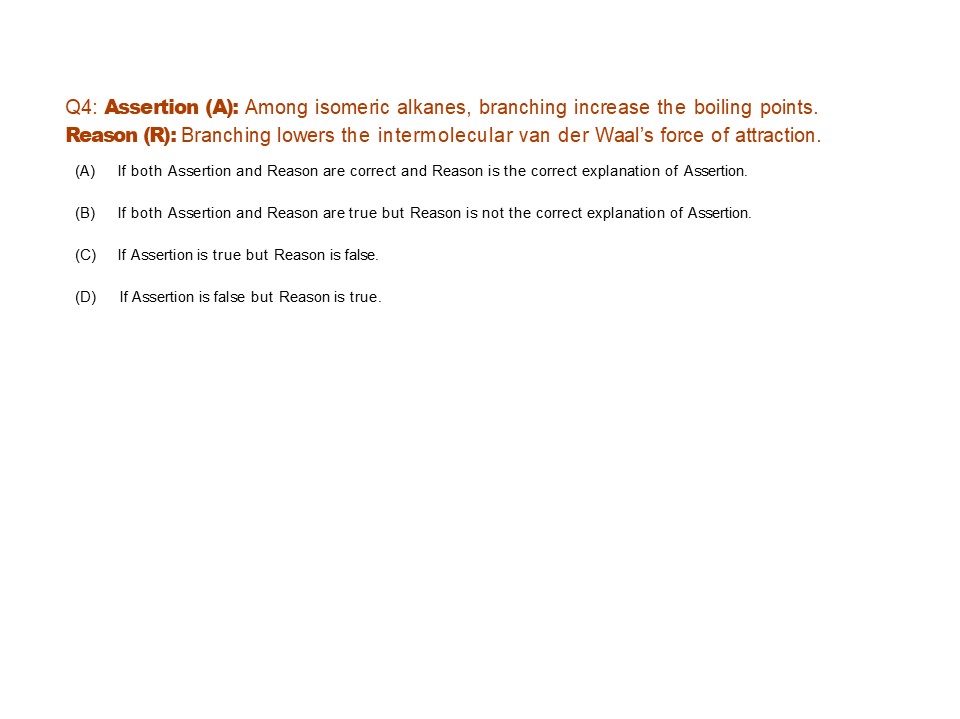 Q4: Assertion (A): Among isomeric alkanes, branching increase the boiling points.
Reason (R): Branching lowers the intermolecular van der Waal’s force of attraction.
(A) If both Assertion and Reason are correct and Reason is the correct explanation of Assertion.
(B) If both Assertion and Reason are true but Reason is not the correct explanation of Assertion.
(C) If Assertion is true but Reason is false.
(D) If Assertion is false but Reason is true.